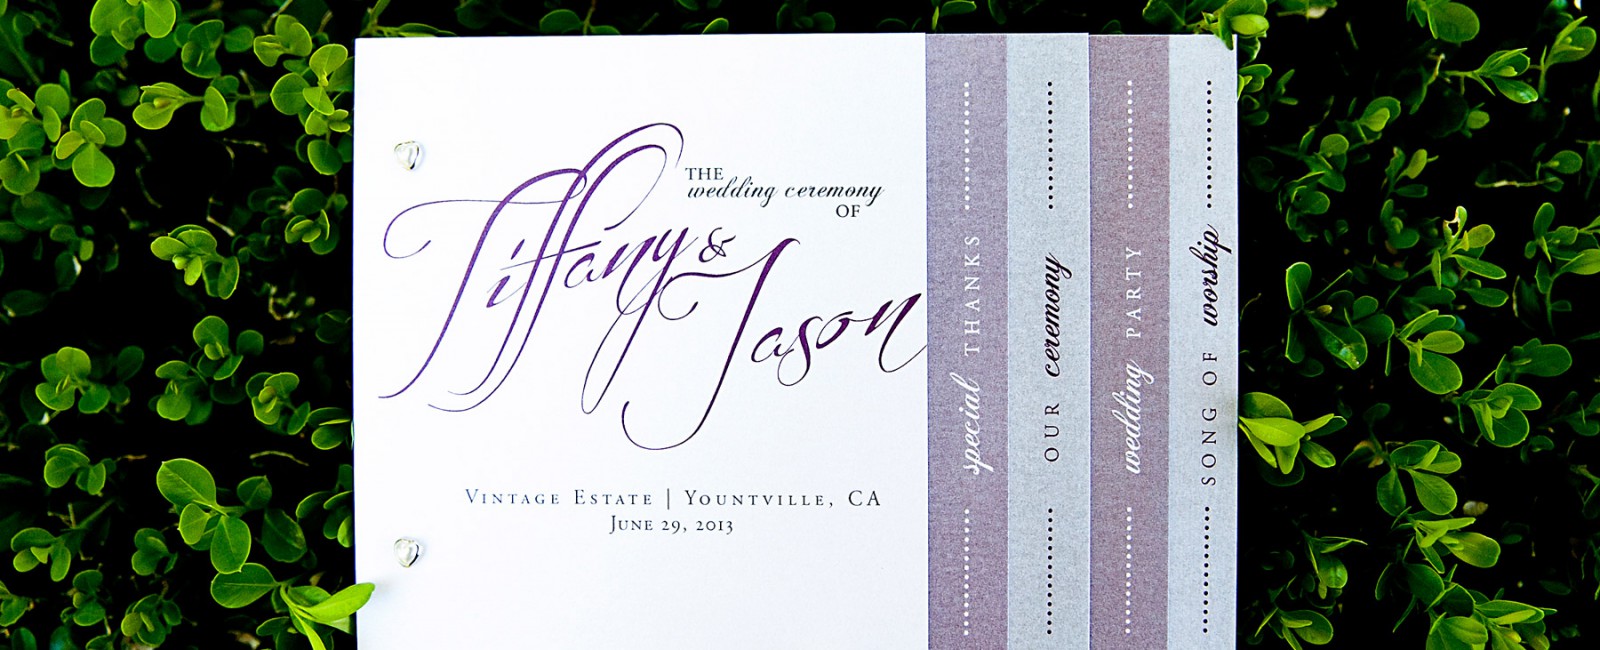 THE
wedding ceremony
OF
Tiffany &
Jason
VINTAGE ESTATE | YOUNTVILLE, CA
JUNE 29, 2013
special THANKS
OUR ceremony
wedding PARTY
SONG OF worship